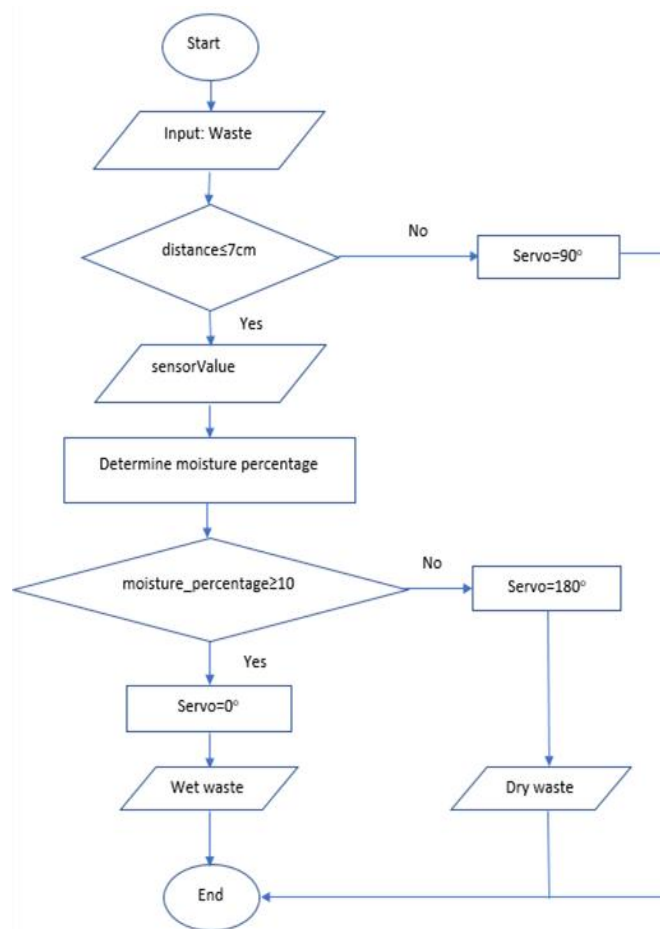 Start
Input: Waste
distance≤7cm
No
Servo=90°
Yes
sensorValue
Determine moisture percentage
moisture_percentage≥10
No
Servo=180°
Yes
Servo=0°
Wet waste
Dry waste
End